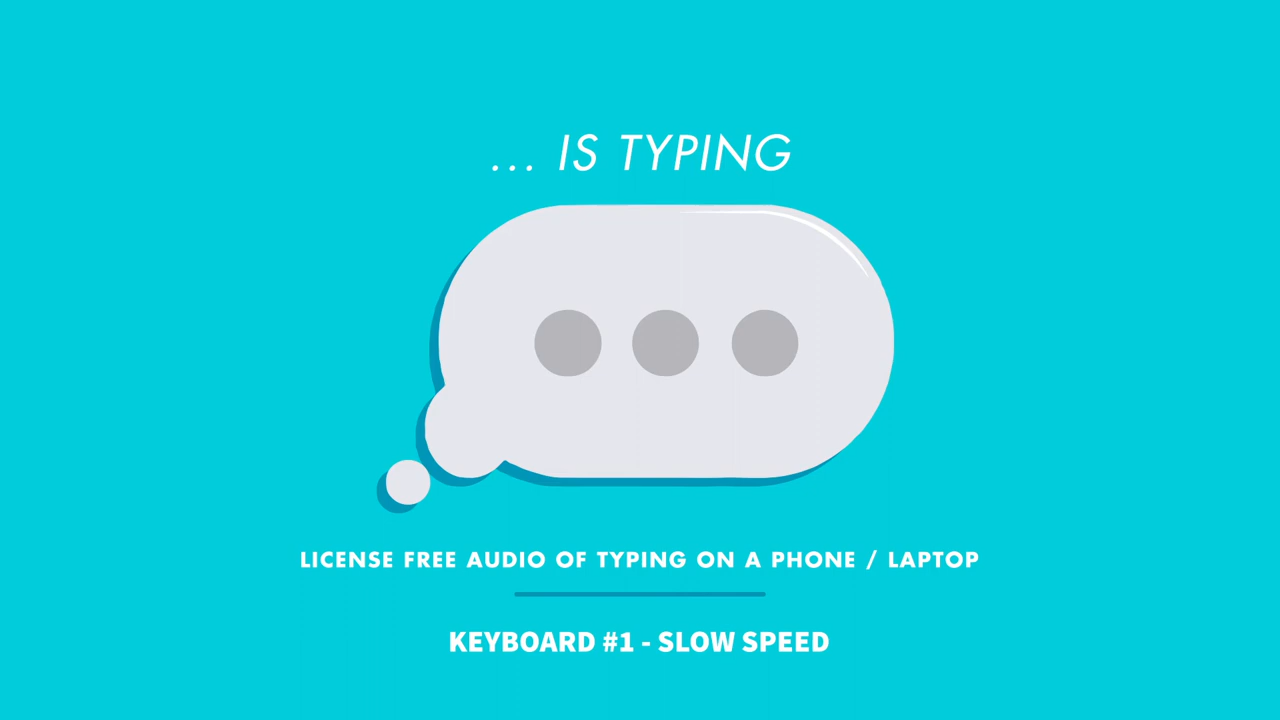 ... IS TYPING
LICENSE FREE AUDIO OF TYPING ON A PHONE / LAPTOP
KEYBOARD #1 - SLOW SPEED